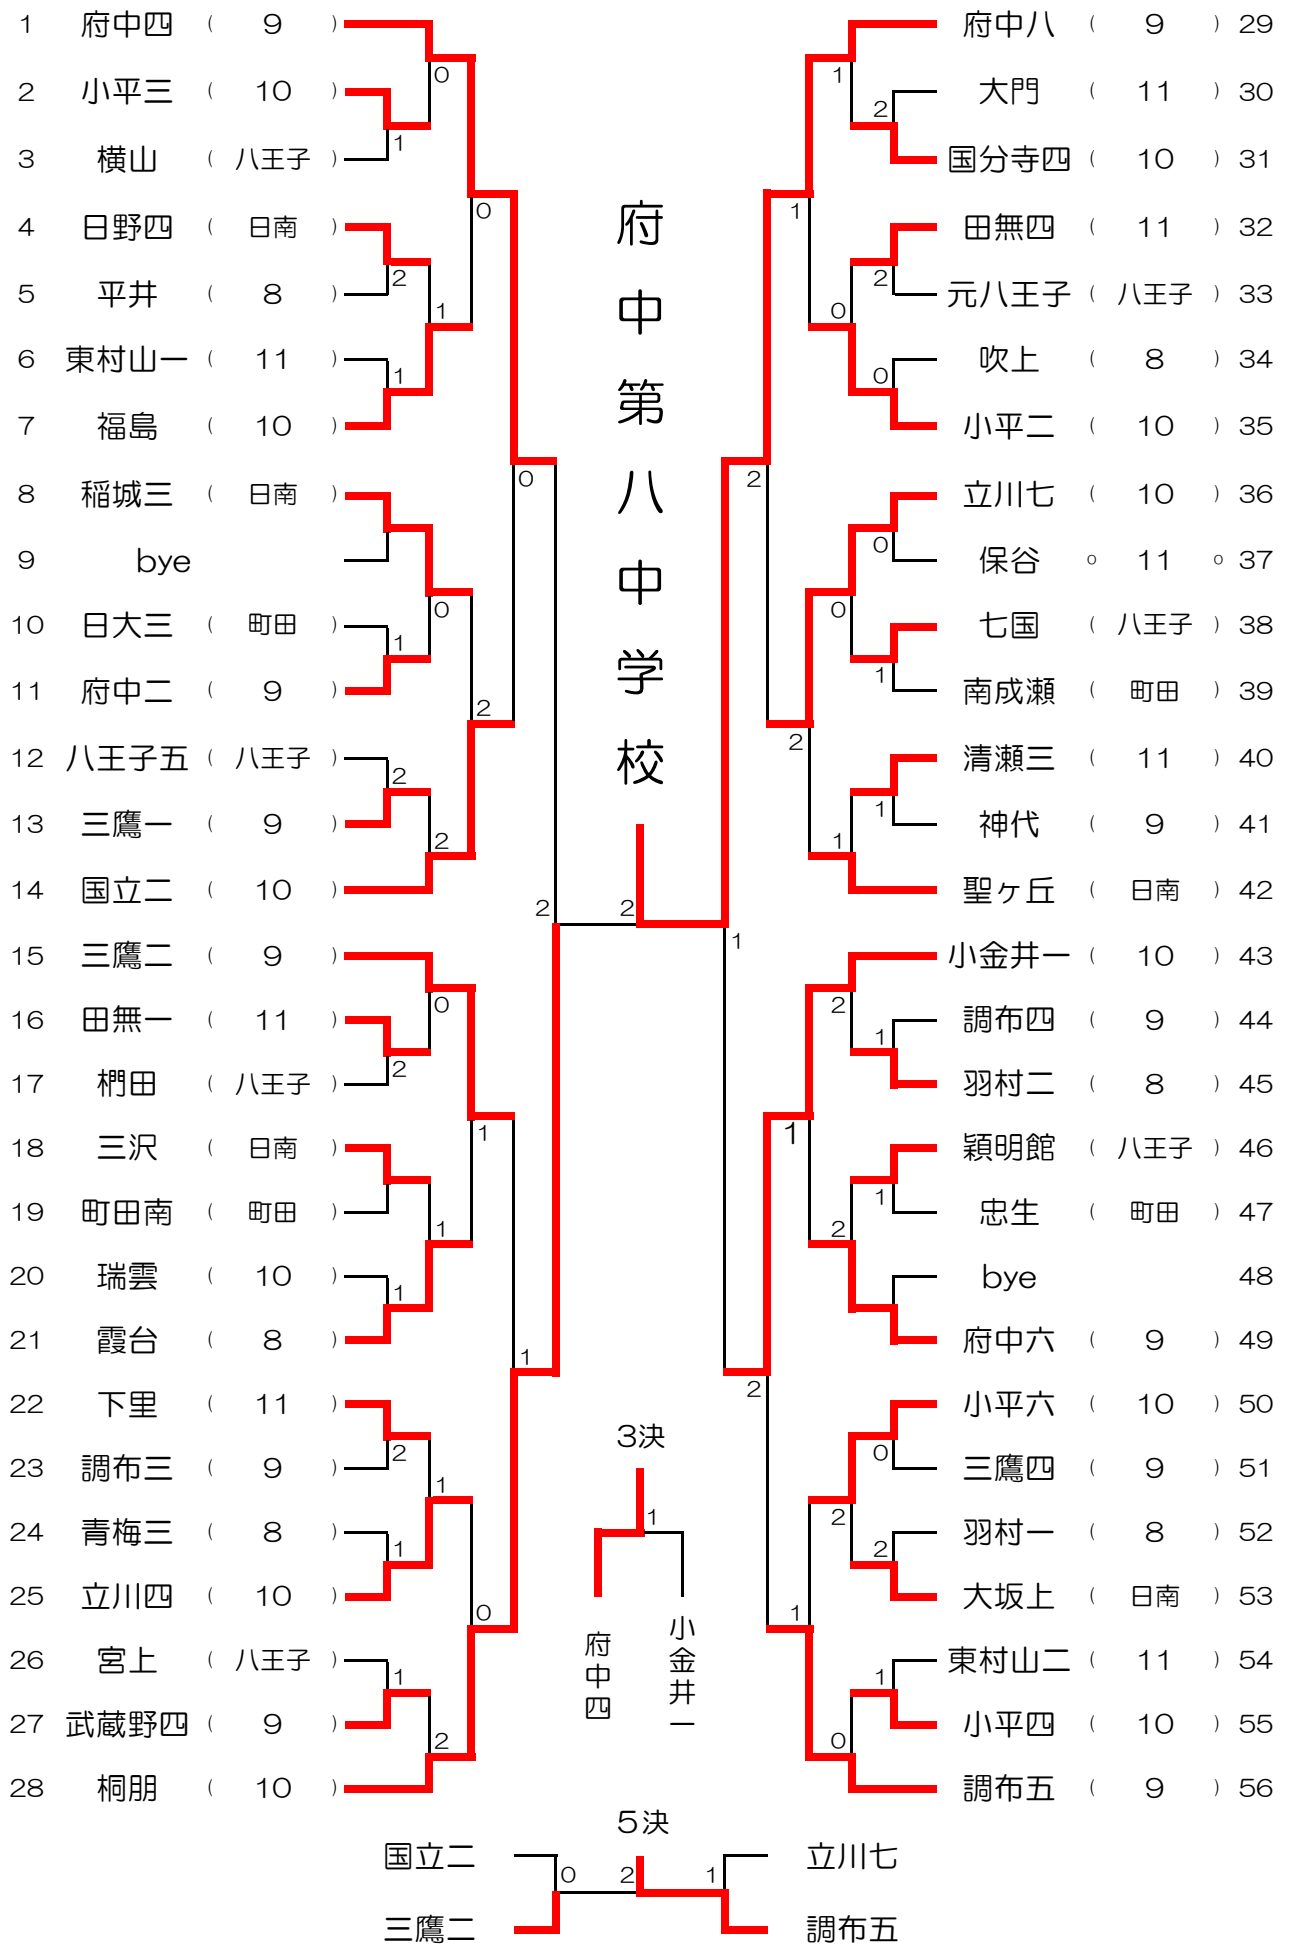 1 府中四 ( 9 )
2 小平三 ( 10 )
3 横山 ( 八王子 )
4 日野四 ( 日南 )
5 平井 ( 8 )
6 東村山一 ( 11 )
7 福島 ( 10 )
8 稲城三 ( 日南 )
9 bye
10 日大三 ( 町田 )
11 府中二 ( 9 )
12 八王子五 ( 八王子 )
13 三鷹一 ( 9 )
14 国立二 ( 10 )
15 三鷹二 ( 9 )
16 田無一 ( 11 )
17 椚田 ( 八王子 )
18 三沢 ( 日南 )
19 町田南 ( 町田 )
20 瑞雲 ( 10 )
21 霞台 ( 8 )
22 下里 ( 11 )
23 調布三 ( 9 )
24 青梅三 ( 8 )
25 立川四 ( 10 )
26 宮上 ( 八王子 )
27 武蔵野四 ( 9 )
28 桐朋 ( 10 )
0
1
0
2
1
1
0
0
1
2
2
2
2
0
2
1
1
1
1
2
1
1
0
1
2
府中第八中学校
2
1
1
2
1
2
0
0
2
0
0
1
2
1
1
2
1
1
1
2
2
0
2
2
1
1
0
府中八 ( 9 ) 29
大門 ( 11 ) 30
国分寺四 ( 10 ) 31
田無四 ( 11 ) 32
元八王子 ( 八王子 ) 33
吹上 ( 8 ) 34
小平二 ( 10 ) 35
立川七 ( 10 ) 36
保谷 o 11 o 37
七国 ( 八王子 ) 38
南成瀬 ( 町田 ) 39
清瀬三 ( 11 ) 40
神代 ( 9 ) 41
聖ヶ丘 ( 日南 ) 42
小金井一 ( 10 ) 43
調布四 ( 9 ) 44
羽村二 ( 8 ) 45
穎明館 ( 八王子 ) 46
忠生 ( 町田 ) 47
bye 48
府中六 ( 9 ) 49
小平六 ( 10 ) 50
三鷹四 ( 9 ) 51
羽村一 ( 8 ) 52
大坂上 ( 日南 ) 53
東村山二 ( 11 ) 54
小平四 ( 10 ) 55
調布五 ( 9 ) 56
3決
1
府中四
小金井一
5決
国立二 立川七
0 2 1
三鷹二 調布五